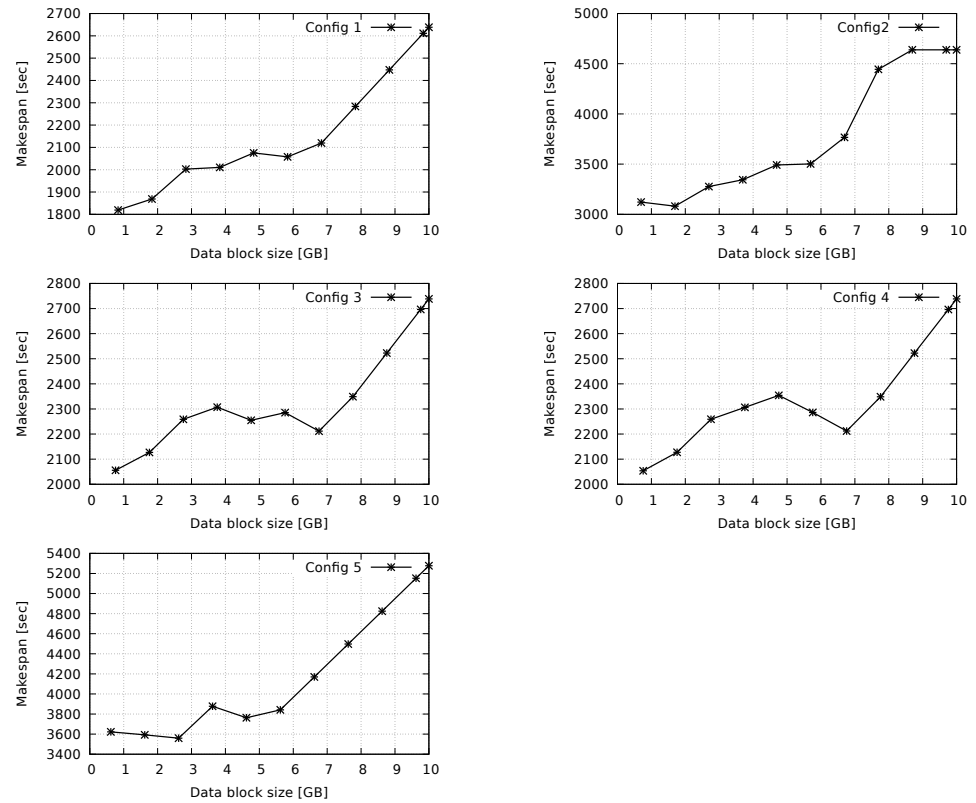 2700
2600
2500
2400
2300
2200
2100
2000
1900
1800
Makespan [sec]
Config 1
0 1 2 3 4 5 6 7 8 9 10
Data block size [GB]
5000
4500
4000
3500
3000
Makespan [sec]
Config2
0 1 2 3 4 5 6 7 8 9 10
Data block size [GB]
2800
2700
2600
2500
2400
2300
2200
2100
2000
Makespan [sec]
Config 3
0 1 2 3 4 5 6 7 8 9 10
Data block size [GB]
2800
2700
2600
2500
2400
2300
2200
2100
2000
Makespan [sec]
Config 4
0 1 2 3 4 5 6 7 8 9 10
Data block size [GB]
5400
5200
5000
4800
4600
4400
4200
4000
3800
3600
3400
Makespan [sec]
Config 5
0 1 2 3 4 5 6 7 8 9 10
Data block size [GB]